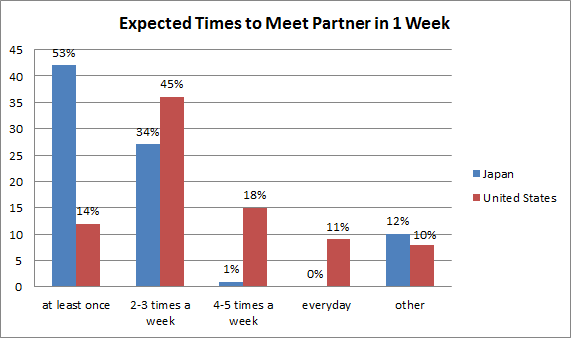 Expected Times to Meet Partner in 1 Week
45
40
35
30
25
20
15
10
5
0
53%
14%
34%
45%
1%
18%
0%
11%
12%
10%
at least once
2-3 times a
week
4-5 times a
week
everyday
other
Japan
United States